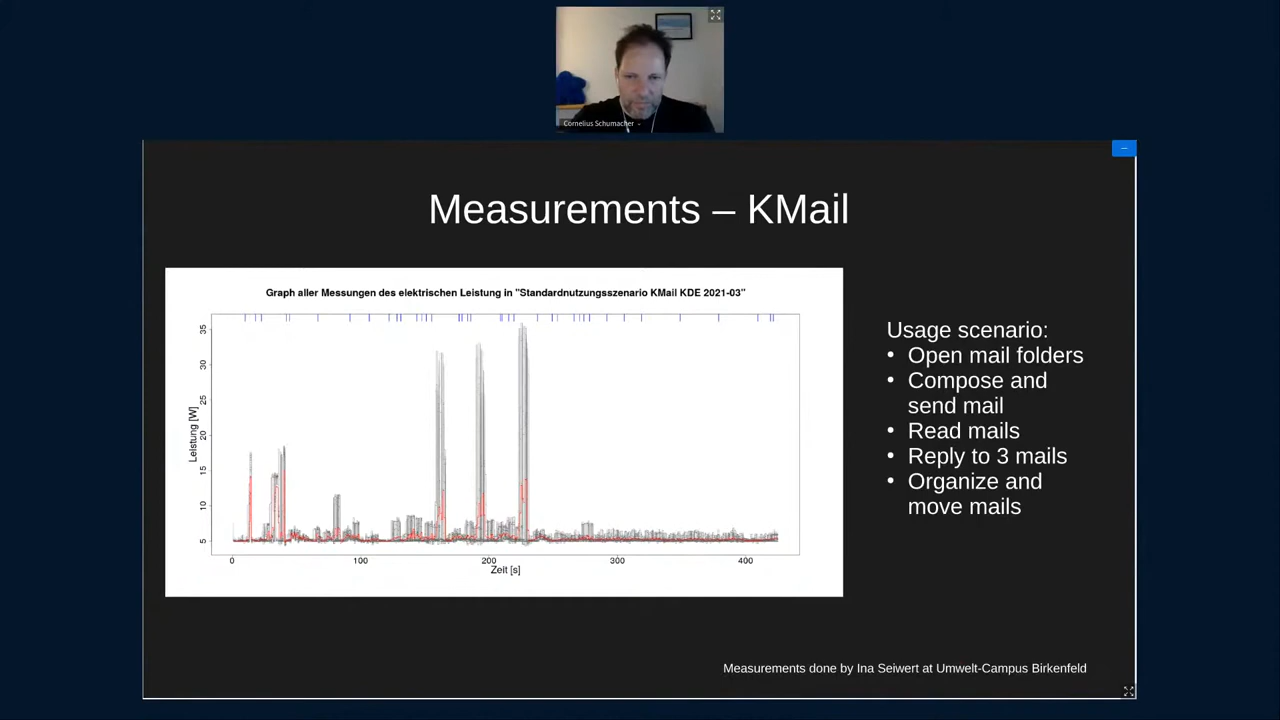 Cornelius Schumacher
Measurements – KMail
Graph aller Messungen des elektrischen Leistung in "Standardnutzungsszenario KMail KDE 2021-03"
Leistung [W]
35
30
25
20
15
10
5
0
100
200
300
400
Zeit [s]
Usage scenario:
• Open mail folders
• Compose and
send mail
• Read mails
• Reply to 3 mails
• Organize and
move mails
Measurements done by Ina Seiwert at Umwelt-Campus Birkenfeld